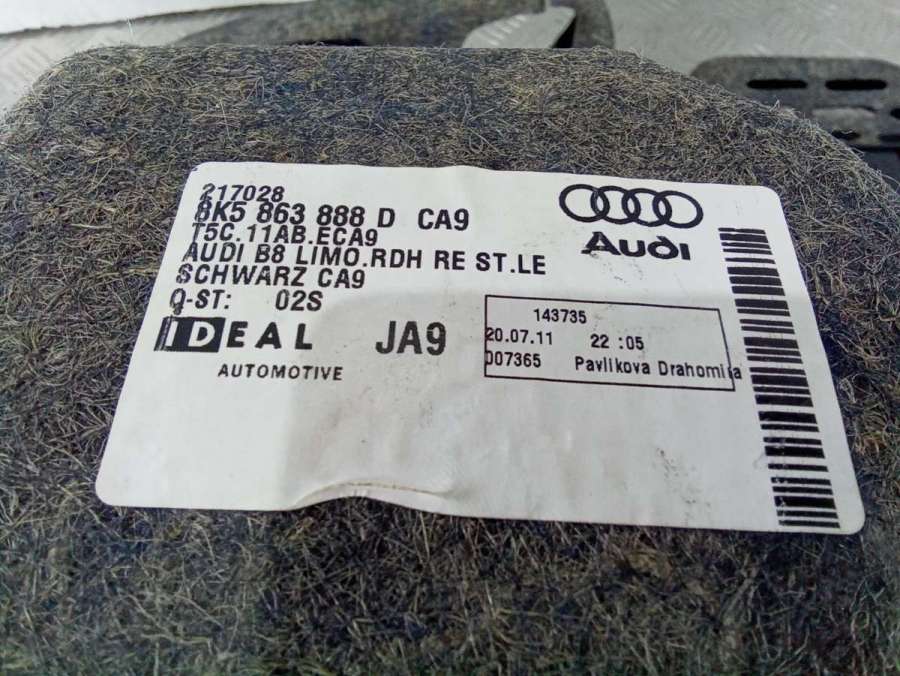 217028
8K5 863 888 D CA9
T5C.11AB.ECA9
AUDI B8 LIMO.RDH RE ST.LE
SCHWARZ CA9
Q-ST: 02S
IDEAL
AUTOMOTIVE
JA9
Audi
143735
20.07.11 22:05
007365 Pavlikova Drahomira